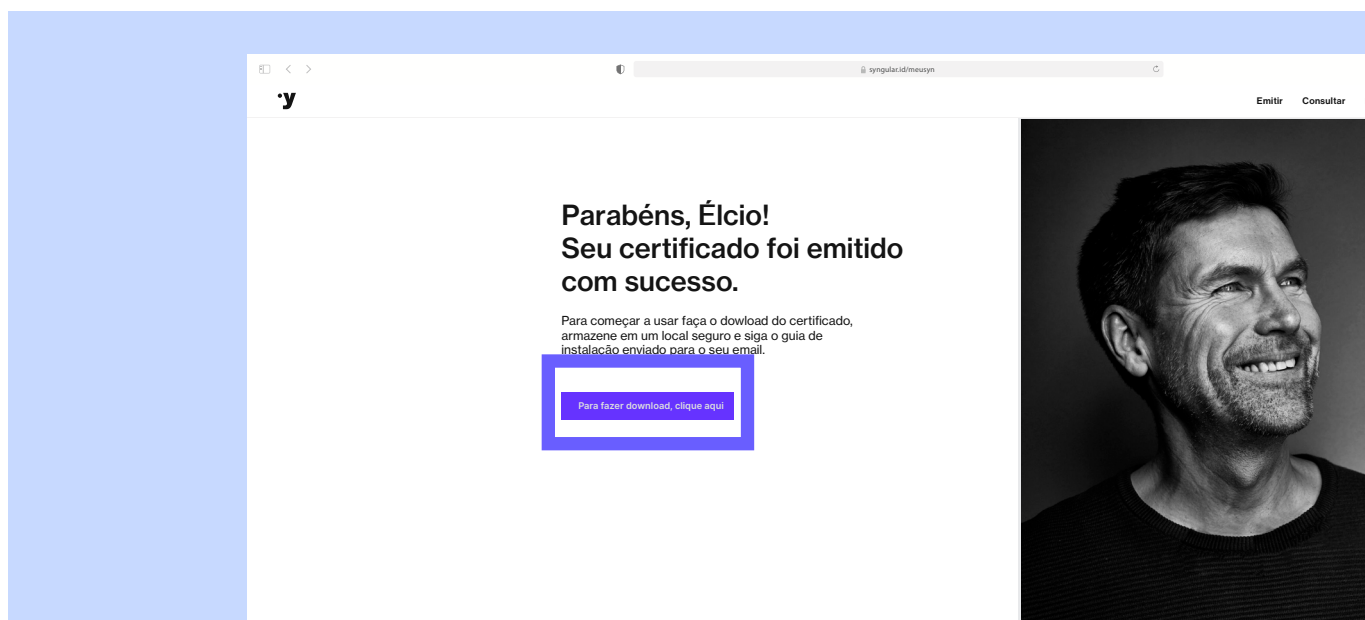 syngular.id/meusyn
y
Emitir Consultar
Parabéns, Élcio!
Seu certificado foi emitido
com sucesso.
Para começar a usar faça o dowload do certificado,
armazene em um local seguro e siga o guia de
instalação enviado para o seu email.
Para fazer download, clique aqui